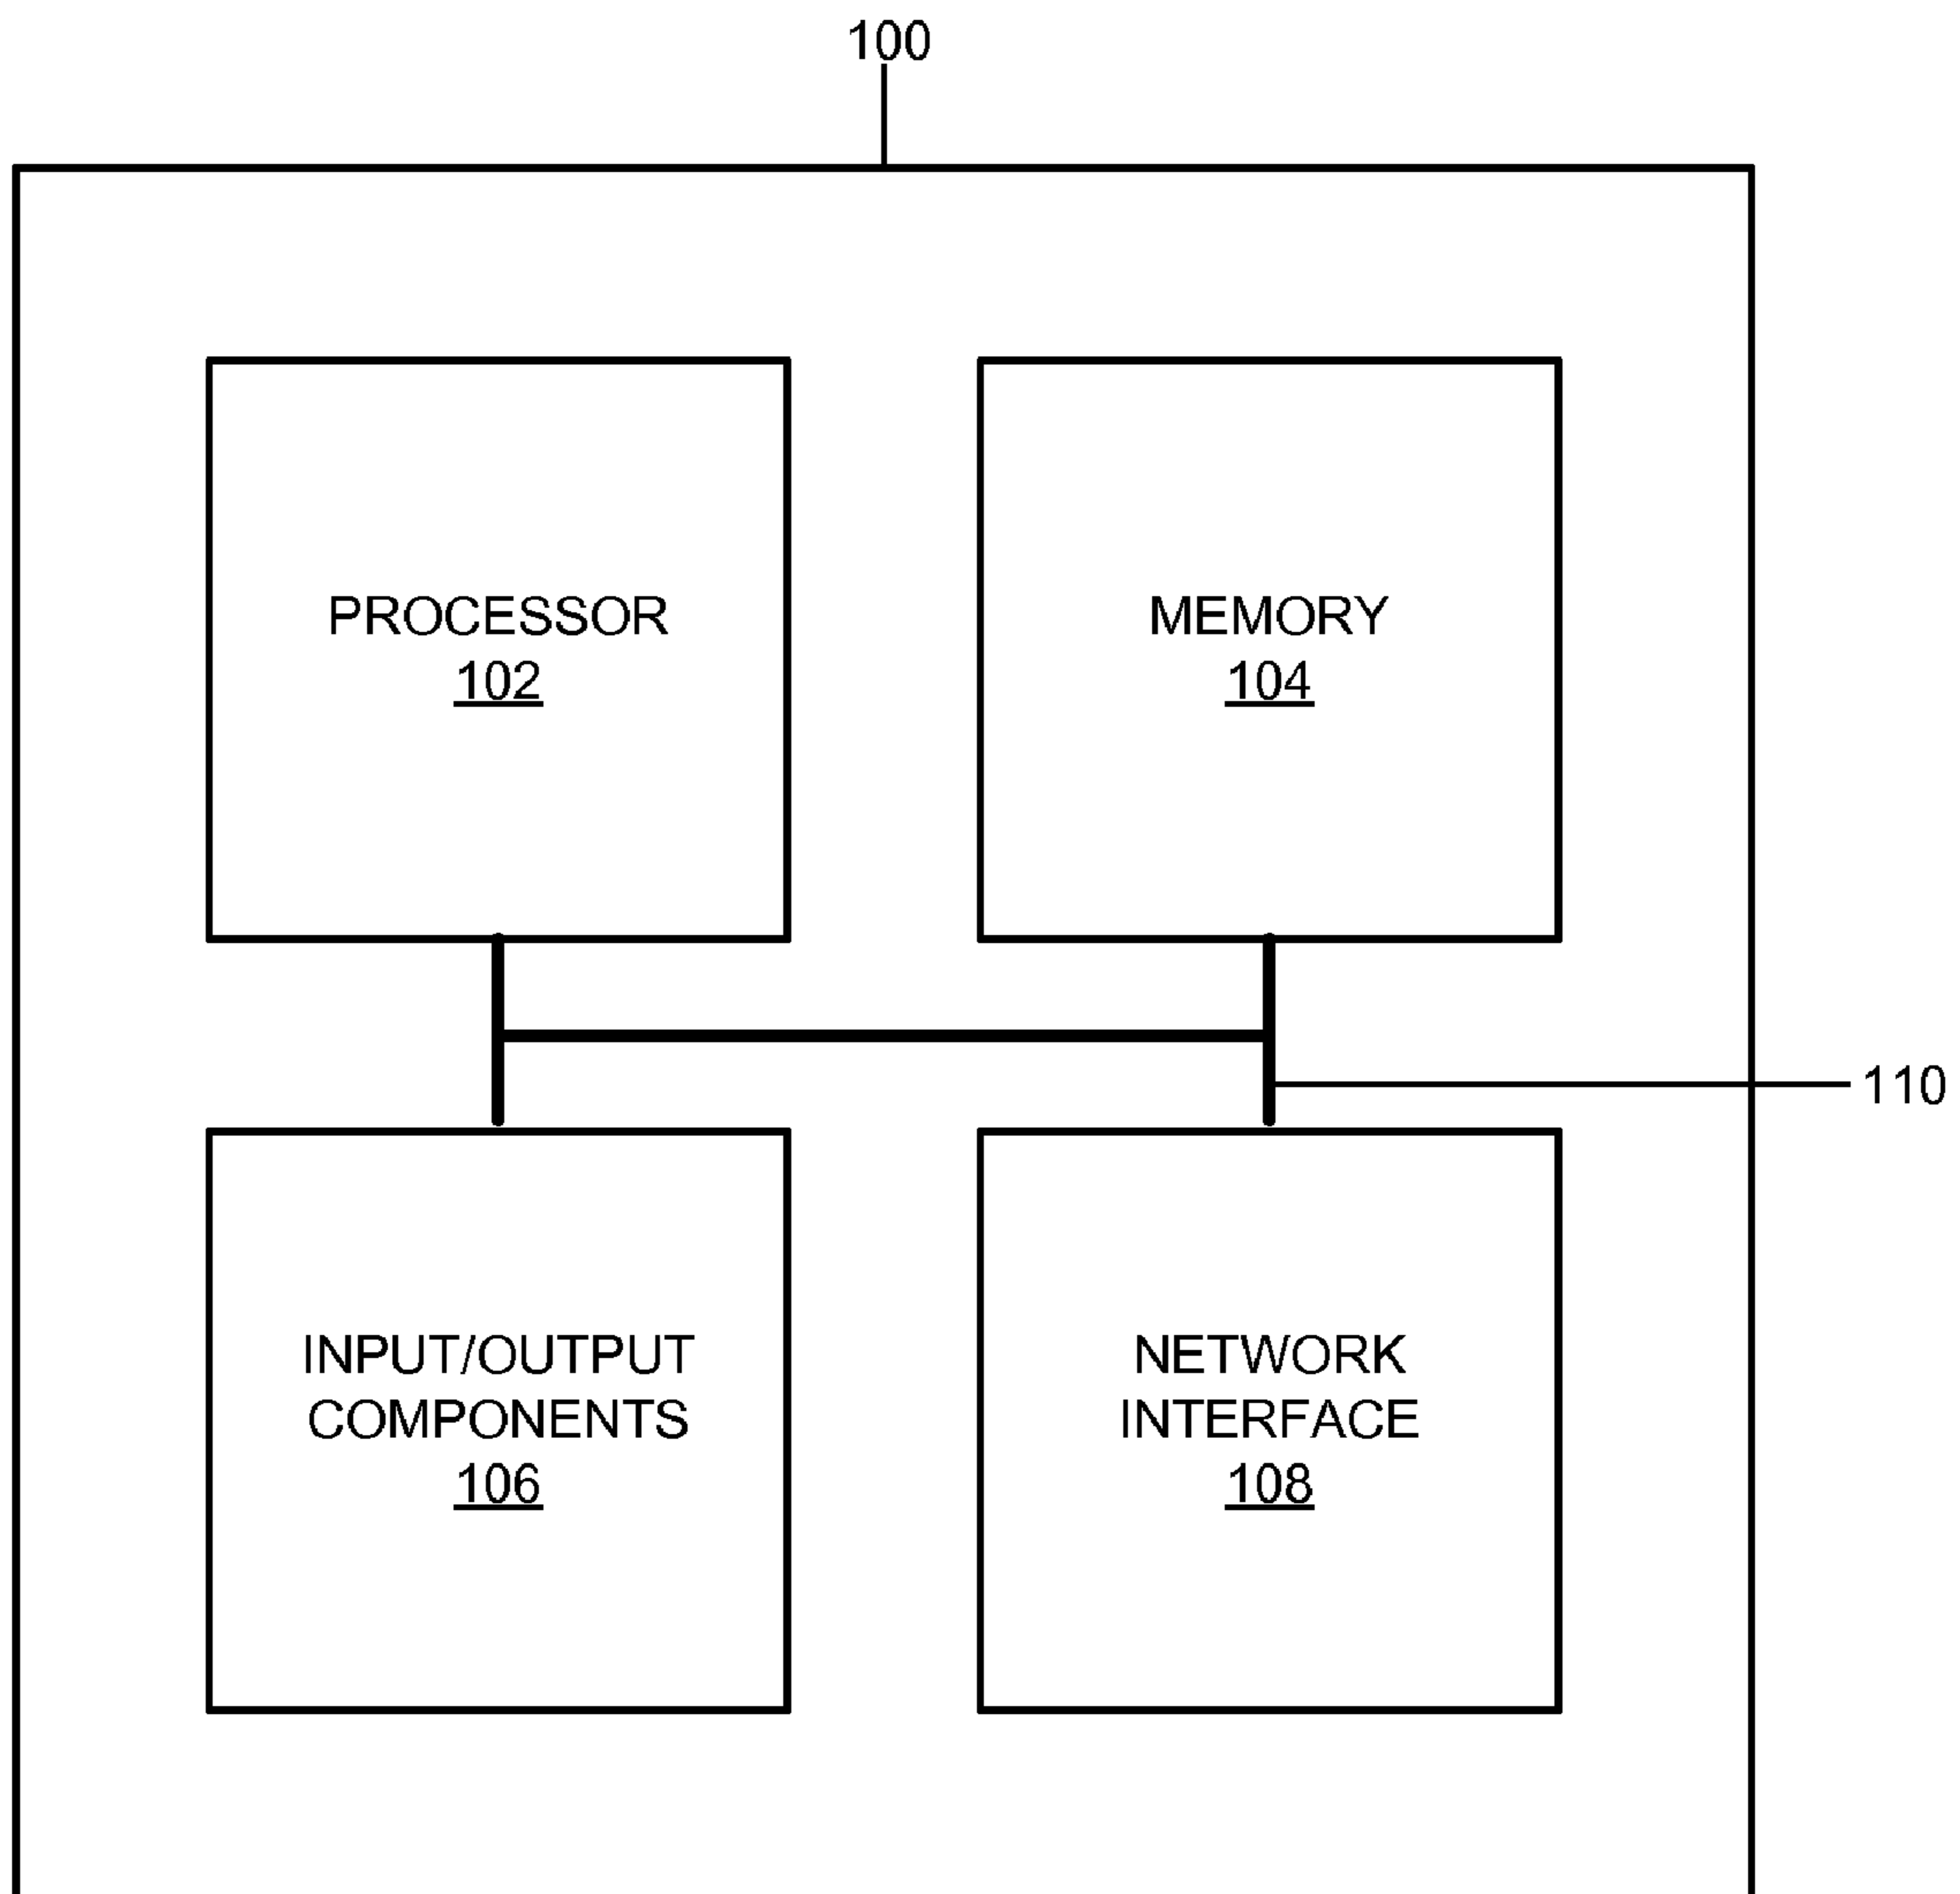 100
PROCESSOR
102
MEMORY
104
110
INPUT/OUTPUT
COMPONENTS
106
NETWORK
INTERFACE
108